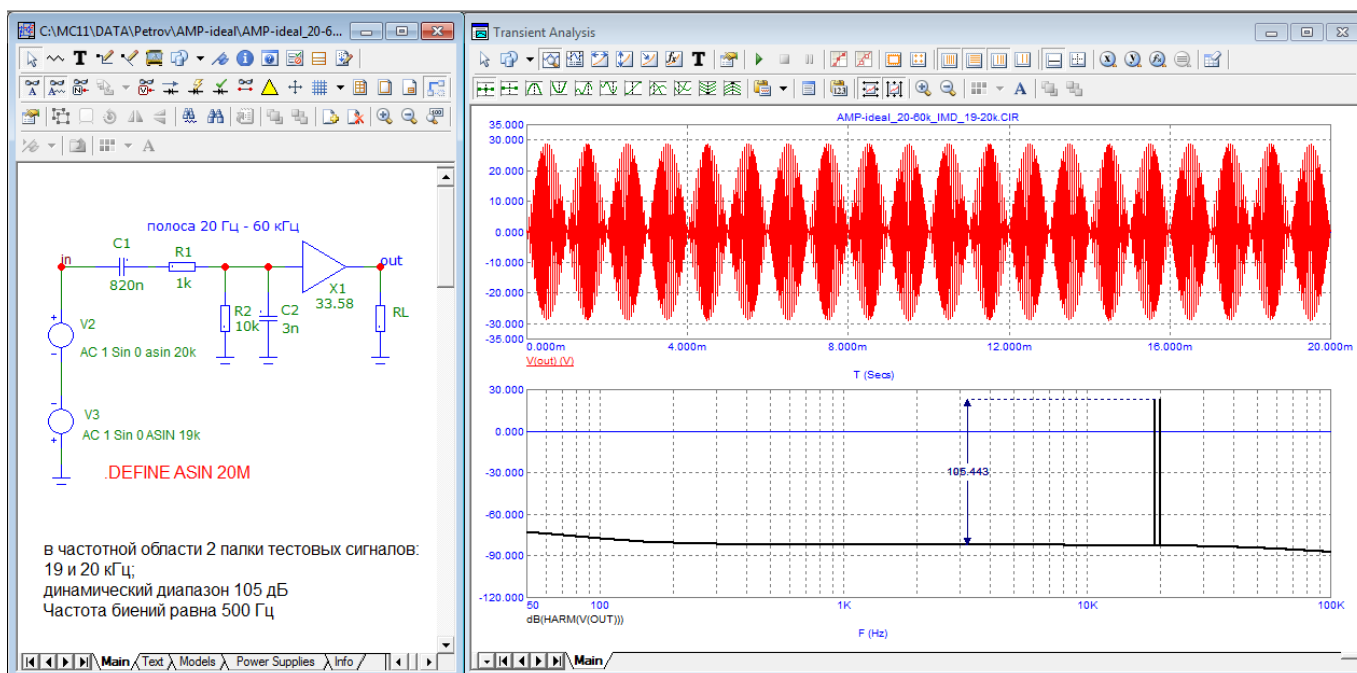 C:\MC11\DATA\Petrov\AMP-ideal\AMP-ideal_20-6...
T
A
полоса 20 Гц - 60 кГц
in
C1
820n
R1
1k
R2
10k
C2
3n
X1
33.58
out
RL
V2
AC 1 Sin 0 asin 20k
V3
AC 1 Sin 0 ASIN 19k
.DEFINE ASIN 20M
в частотной области 2 палки тестовых сигналов:
19 и 20 кГц;
динамический диапазон 105 дБ
Частота биений равна 500 Гц
Main Text Models Power Supplies Info
Transient Analysis
T
A
AMP-ideal_20-60k_IMD_19-20k.CIR
35.000
30.000
20.000
10.000
0.000
-10.000
-20.000
-30.000
-35.000
0.000m 4.000m 8.000m 12.000m 16.000m 20.000m
V(out) (V)
T (Secs)
30.000
0.000
-30.000
-60.000
-90.000
-120.000
105.443
50 100 1K 10K 100K
dB(HARM(V(OUT)))
F (Hz)
Main